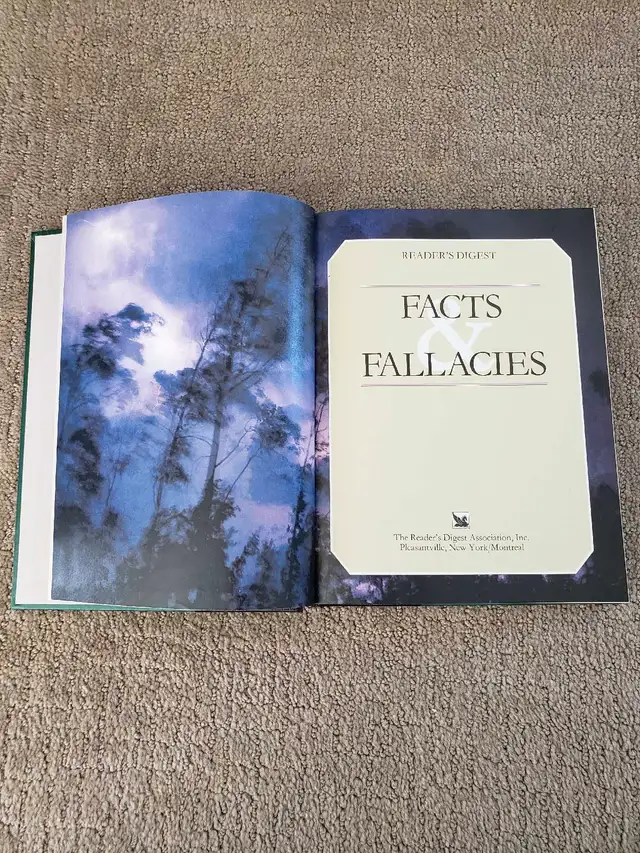 READER'S DIGEST
FACTS
&
FALLACIES
The Reader's Digest Association, Inc.
Pleasantville, New York/Montreal